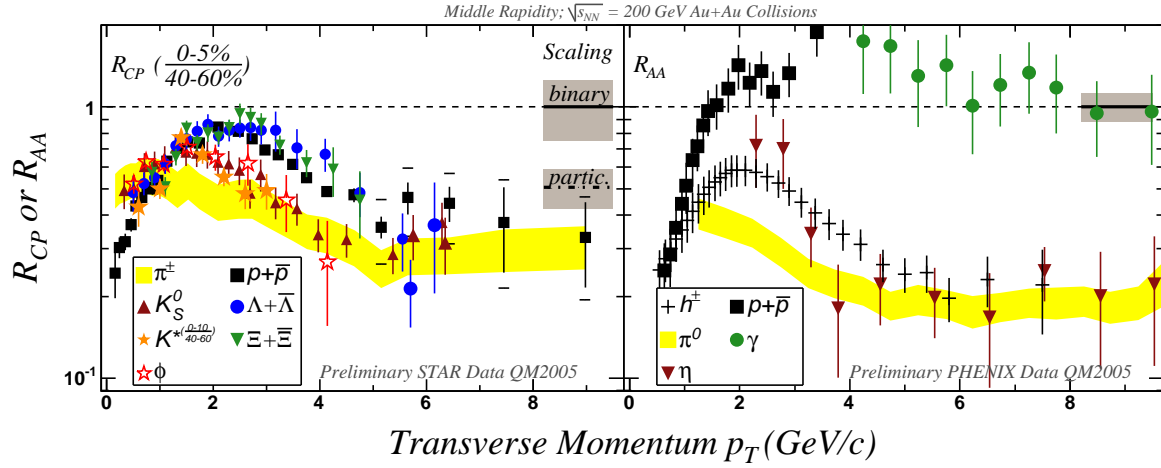 Middle Rapidity; √s_NN = 200 GeV Au+Au Collisions
R_CP or R_AA
1
10^-1
R_CP (0-5%/40-60%)
Scaling
binary
partic.
π±
K^0_S
K*^(0-10/40-60)
ϕ
p+p̅
Λ+Λ̅
Ξ+Ξ̅
Preliminary STAR Data QM2005
0 2 4 6 8
R_AA
h±
π^0
η
p+p̅
γ
Preliminary PHENIX Data QM2005
0 2 4 6 8
Transverse Momentum p_T (GeV/c)